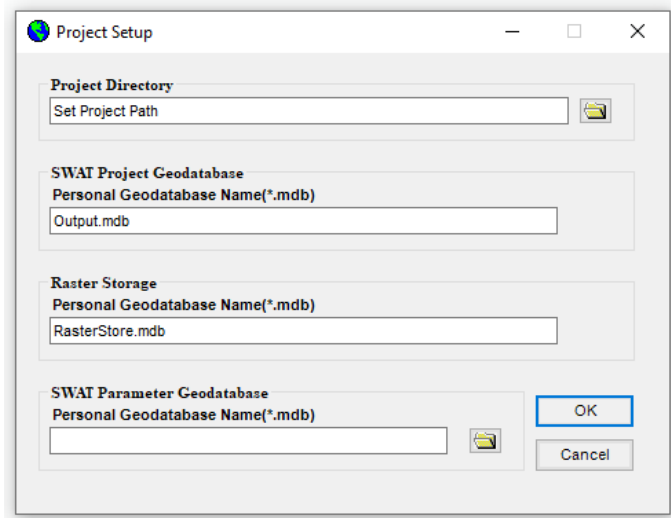 Project Setup
Project Directory
Set Project Path
SWAT Project Geodatabase
Personal Geodatabase Name(*.mdb)
Output.mdb
Raster Storage
Personal Geodatabase Name(*.mdb)
RasterStore.mdb
SWAT Parameter Geodatabase
Personal Geodatabase Name(*.mdb)
OK
Cancel